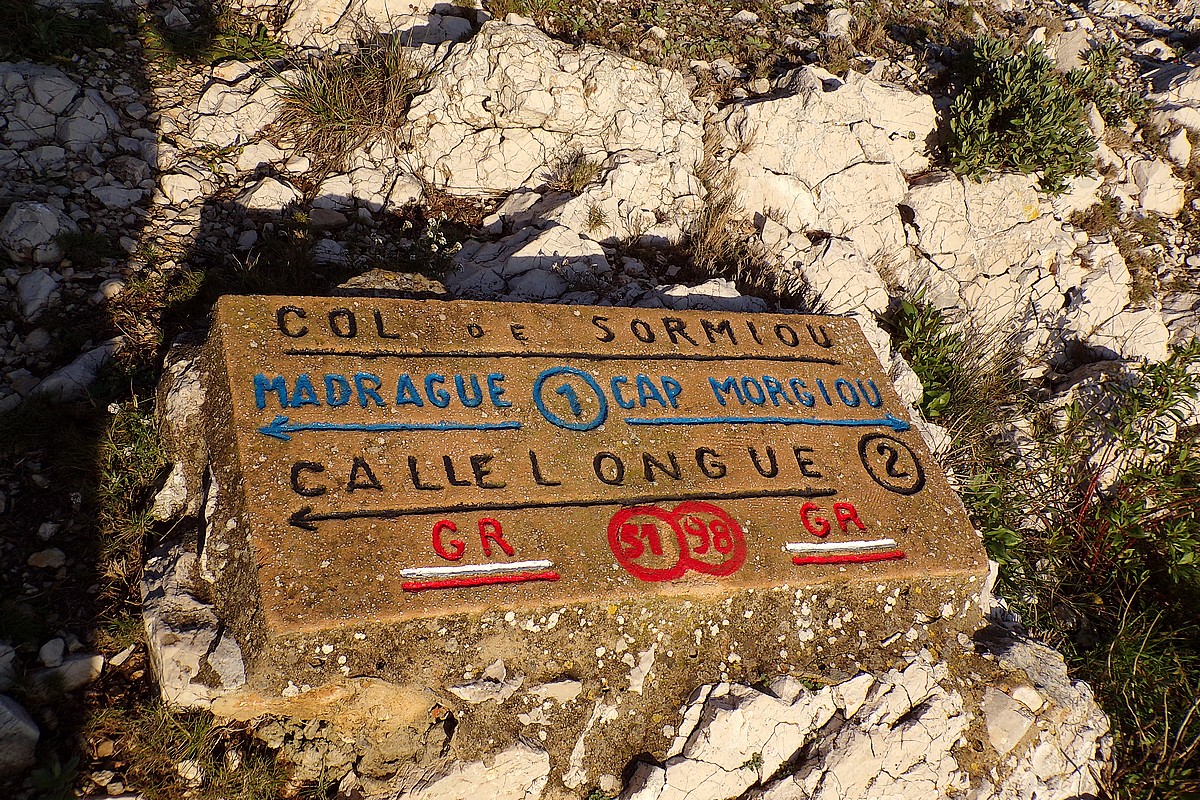 COL DE SORMIOU
MADRAGUE 1 CAP MORGIOU
CALLELONGUE 2
GR 51 98 GR